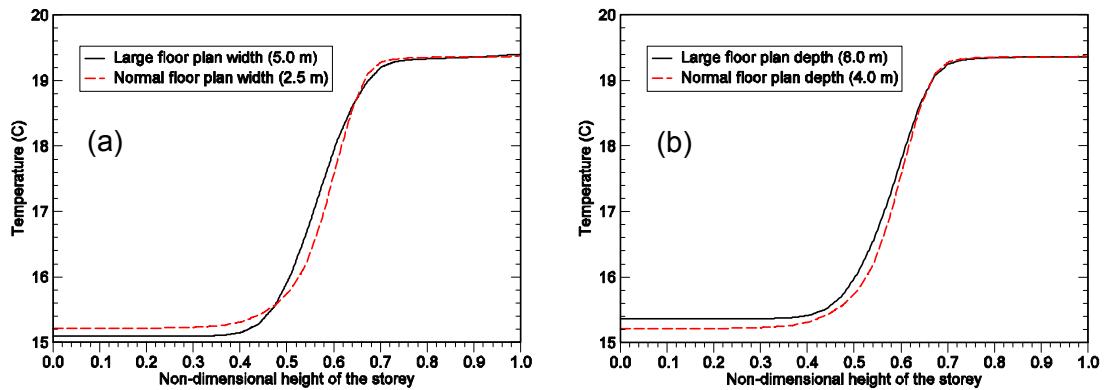 20
19
18
17
16
15
Temperature (C)
Large floor plan width (5.0 m)
Normal floor plan width (2.5 m)
(a)
0.0 0.1 0.2 0.3 0.4 0.5 0.6 0.7 0.8 0.9 1.0
Non-dimensional height of the storey
20
19
18
17
16
15
Temperature (C)
Large floor plan depth (6.0 m)
Normal floor plan depth (4.0 m)
(b)
0.0 0.1 0.2 0.3 0.4 0.5 0.6 0.7 0.8 0.9 1.0
Non-dimensional height of the storey